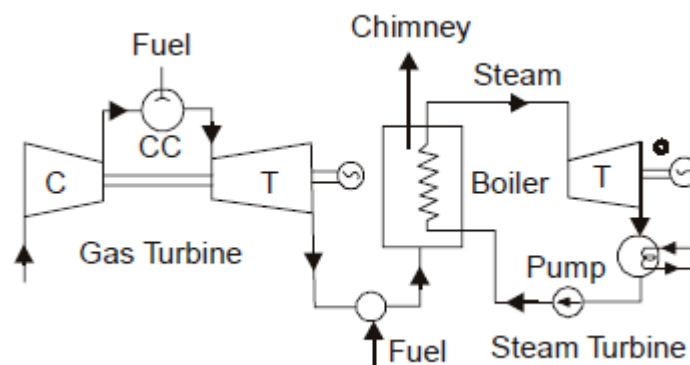 Chimney
Fuel
Steam
CC
C
T
Boiler
T
Gas Turbine
Pump
Fuel
Steam Turbine